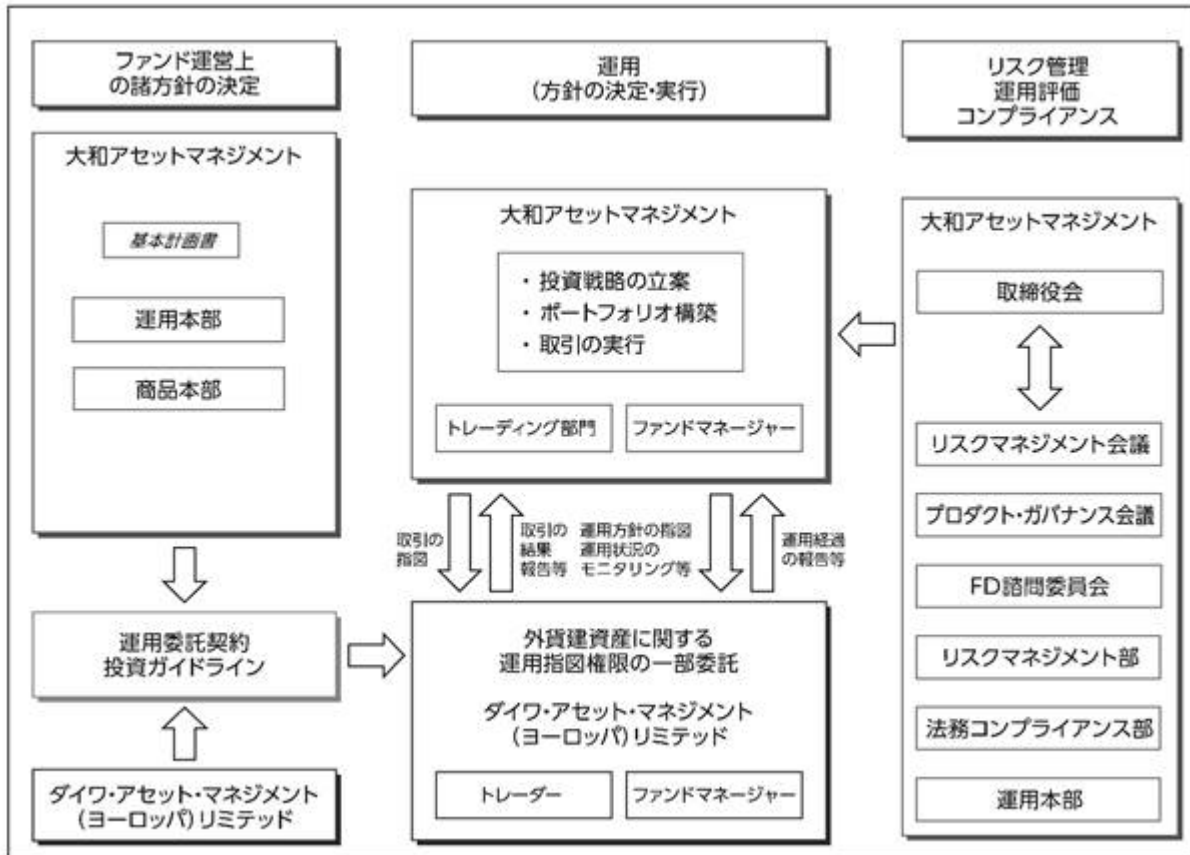 ファンド運営上
の諸方針の決定
大和アセットマネジメント
基本計画書
運用本部
商品本部
運用委託契約
投資ガイドライン
ダイワ・アセット・マネジメント
(ヨーロッパ)リミテッド
運用
(方針の決定・実行)
大和アセットマネジメント
・ 投資戦略の立案
・ ポートフォリオ構築
・ 取引の実行
トレーディング部門
ファンドマネージャー
取引の
指図
取引の
結果
報告等
運用方針の指図
運用状況の
モニタリング等
運用経過
の報告等
外貨建資産に関する
運用指図権限の一部委託
ダイワ・アセット・マネジメント
(ヨーロッパ)リミテッド
トレーダー
ファンドマネージャー
リスク管理
運用評価
コンプライアンス
大和アセットマネジメント
取締役会
リスクマネジメント会議
プロダクト・ガバナンス会議
FD諮問委員会
リスクマネジメント部
法務コンプライアンス部
運用本部